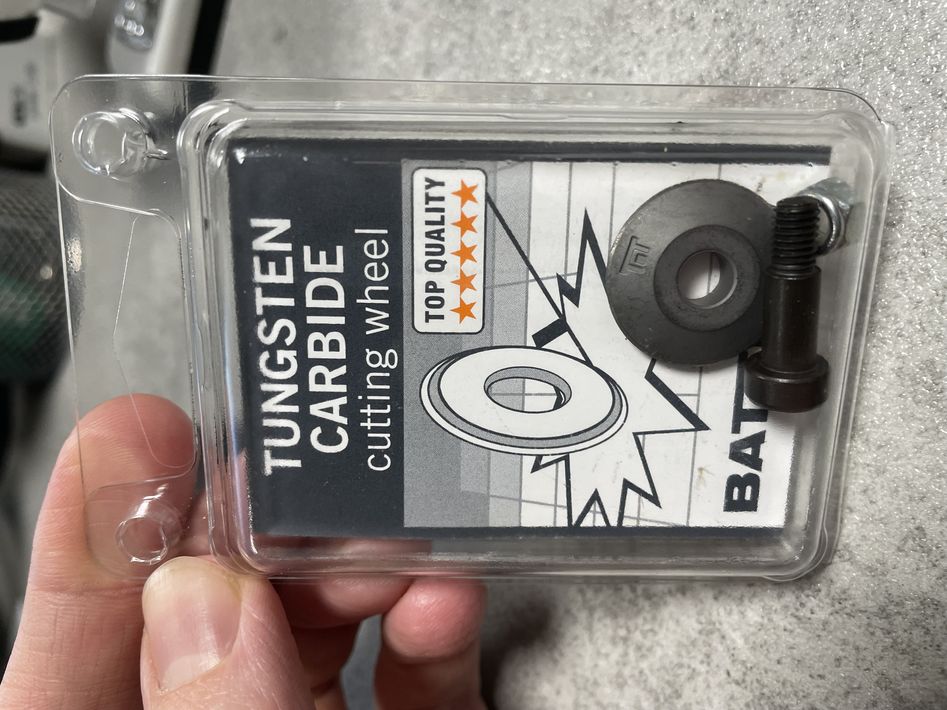 TUNGSTEN
CARBIDE
cutting wheel
TOP QUALITY
BAT